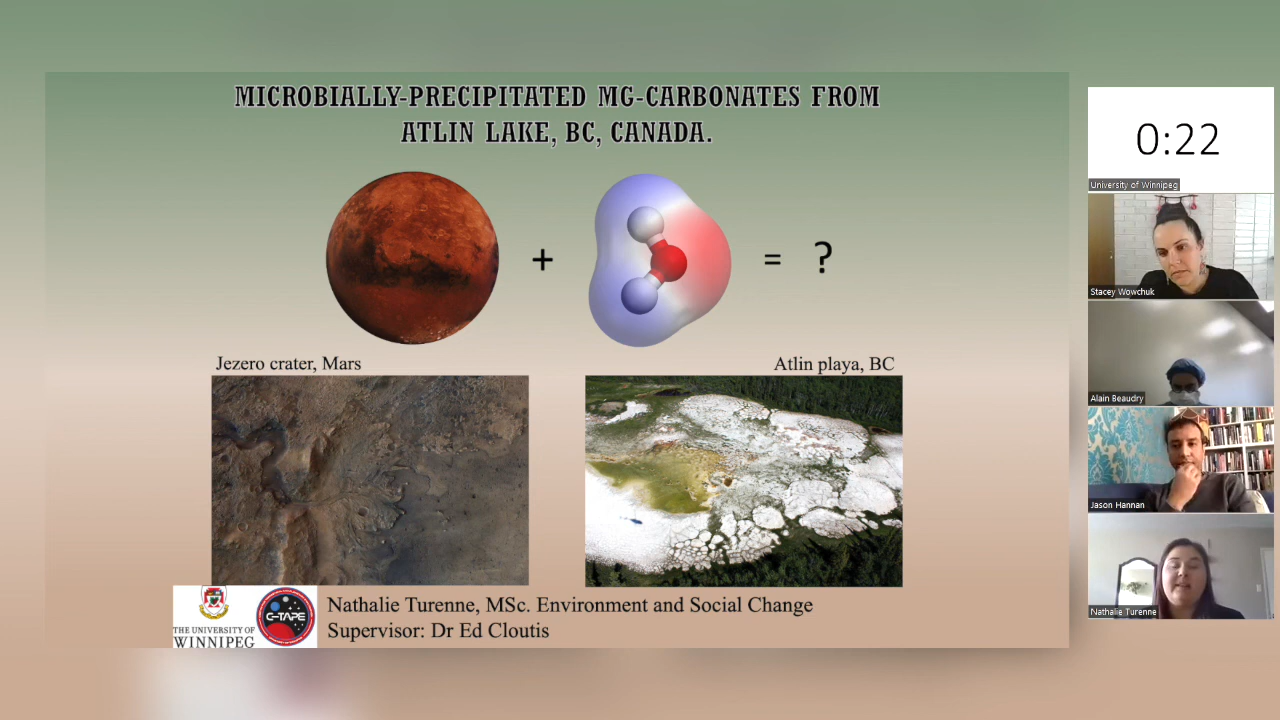 MICROBIALLY-PRECIPITATED MG-CARBONATES FROM
ATLIN LAKE, BC, CANADA.
+
= ?
Jezero crater, Mars
Atlin playa, BC
THE UNIVERSITY OF
WINNIPEG
C-TAPE
Nathalie Turenne, MSc. Environment and Social Change
Supervisor: Dr Ed Cloutis
0:22
University of Winnipeg
Stacey Wowchuk
Alain Beaudry
Jason Hannan
Nathalie Turenne